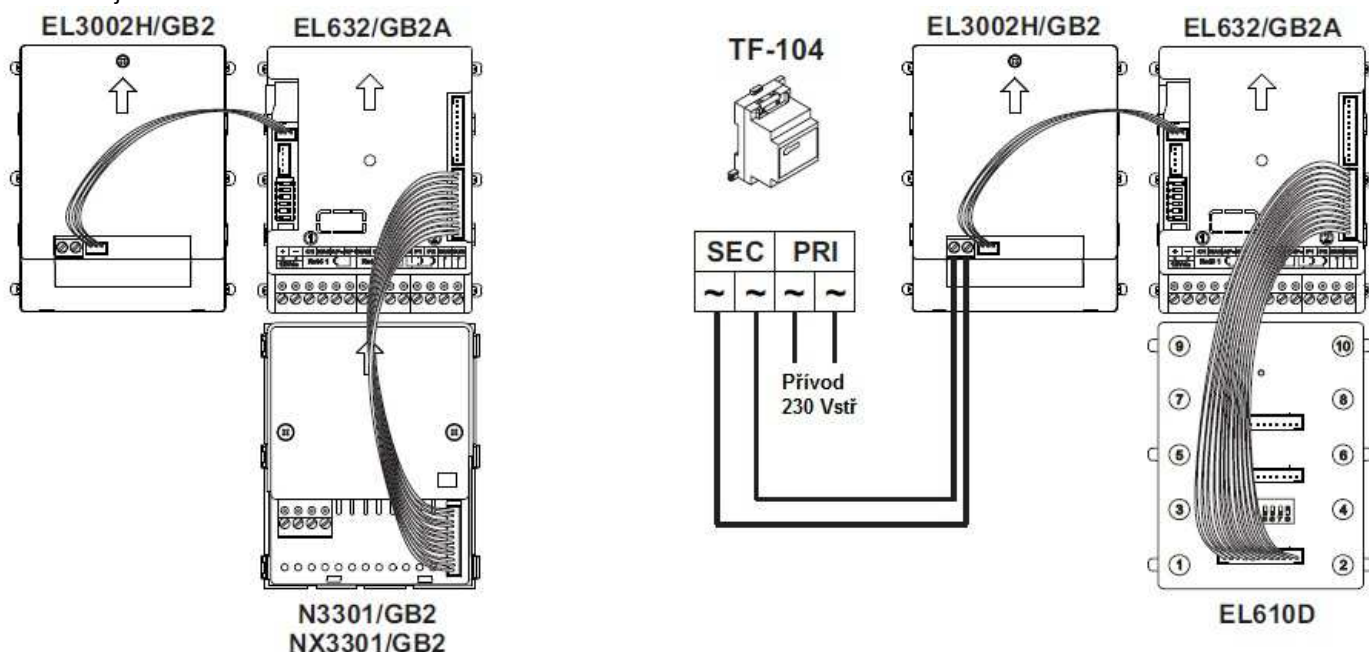 EL3002H/GB2
EL632/GB2A
N3301/GB2
NX3301/GB2
TF-104
SEC PRI
~ ~ ~ ~
Přívod
230 Vstř
EL3002H/GB2
EL632/GB2A
9 10
7 8
5 6
3 4
1 2
EL610D